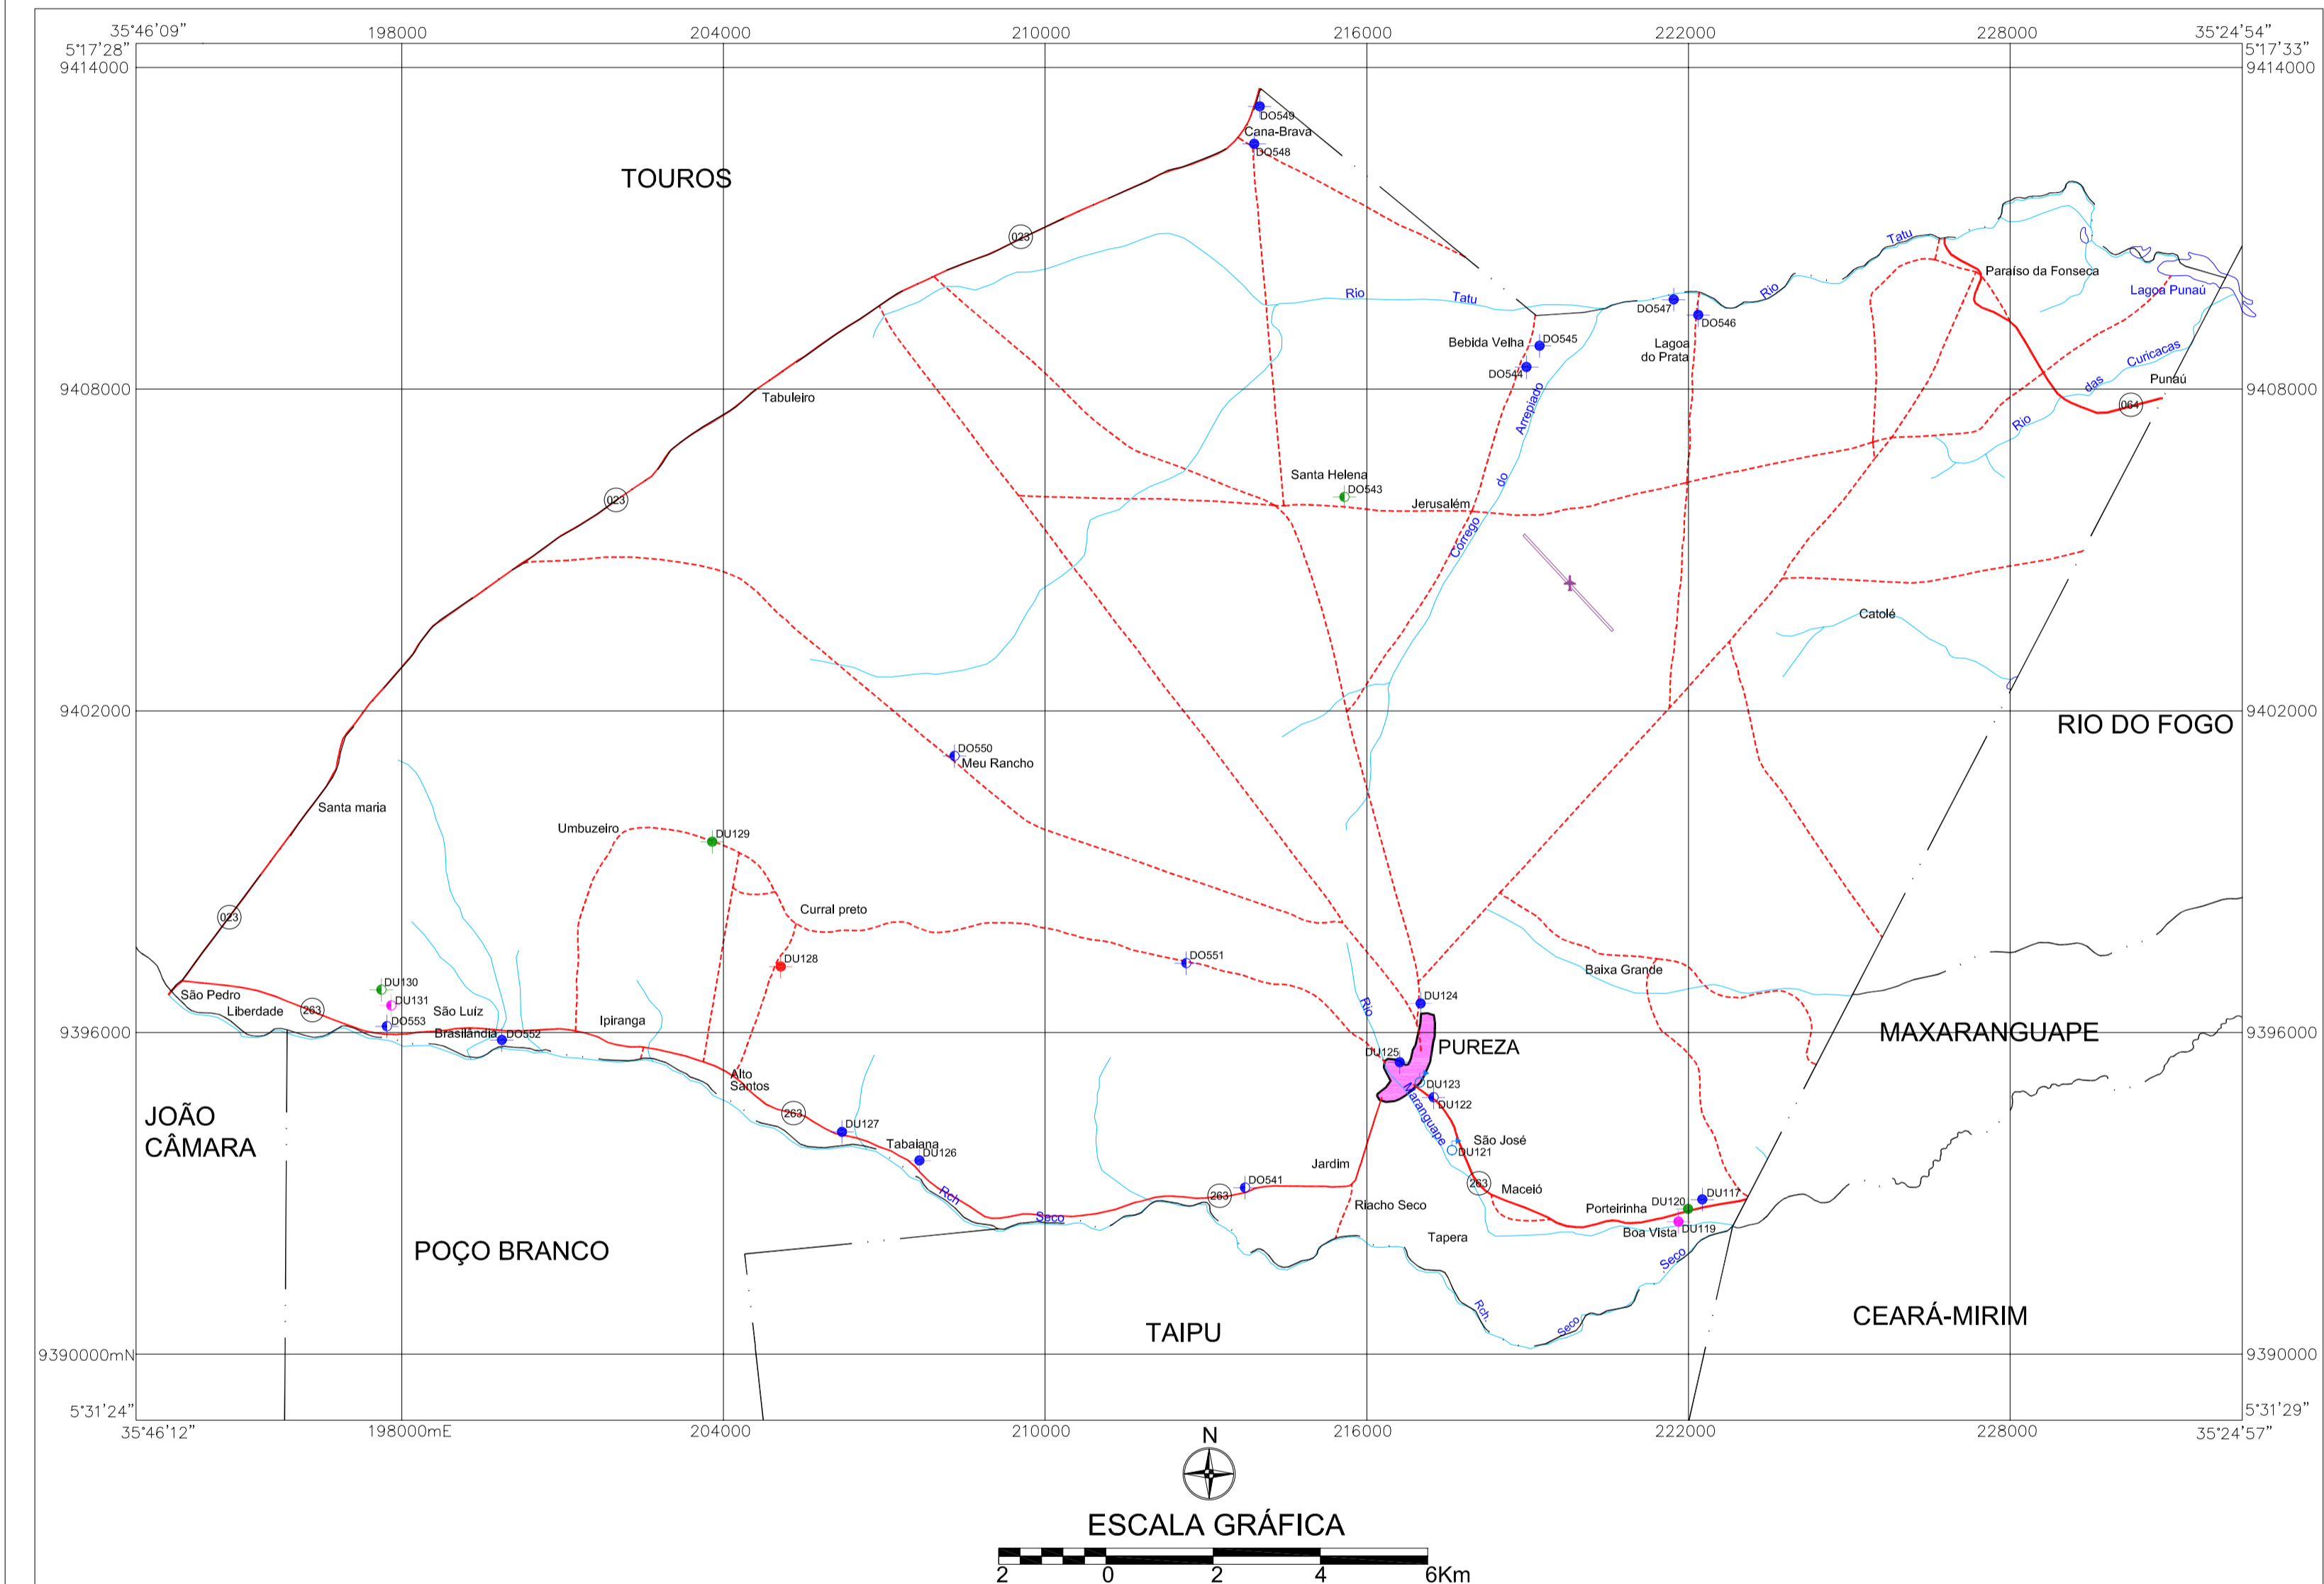 35°46'09"
198000
204000
210000
216000
222000
228000
35°24'54"
5°17'28"
5°17'33"
9414000
9414000
DO549
Cana-Brava
DO548
TOUROS
023
Tatu
Paraíso da Fonseca
Rio
Tatu
Rio
Lagoa Punaú
DO547
DO546
Bebida Velha
DO545
Lagoa
do Prata
DO544
Curicacas
das
Punaú
9408000
9408000
Tabuleiro
Arrepiado
064
Rio
Santa Helena
do
DO543
023
Jerusalém
Córrego
Catolé
9402000
9402000
RIO DO FOGO
DO550
Meu Rancho
Santa maria
Umbuzeiro
DU129
Curral preto
023
DO551
DU128
Baixa Grande
DU130
São Pedro
DU131
Liberdade
263
São Luíz
DO553
Ipiranga
Rio
DU124
Brasilândia
DO552
9396000
9396000
MAXARANGUAPE
PUREZA
DU125
Alto
Santos
DU123
DU122
Maranguape
JOÃO
CÂMARA
263
DU127
Tabaiana
DU126
São José
DU121
Jardim
Rch
263
DO541
263
Maceió
Riacho Seco
Porteirinha
DU120
DU117
Seco
Boa Vista
DU119
Tapera
POÇO BRANCO
Seco
Rch.
Seco
TAIPU
CEARÁ-MIRIM
9390000mN
9390000
5°31'24"
5°31'29"
35°46'12"
198000mE
204000
210000
216000
222000
228000
35°24'57"
N
ESCALA GRÁFICA
2
0
2
4
6Km